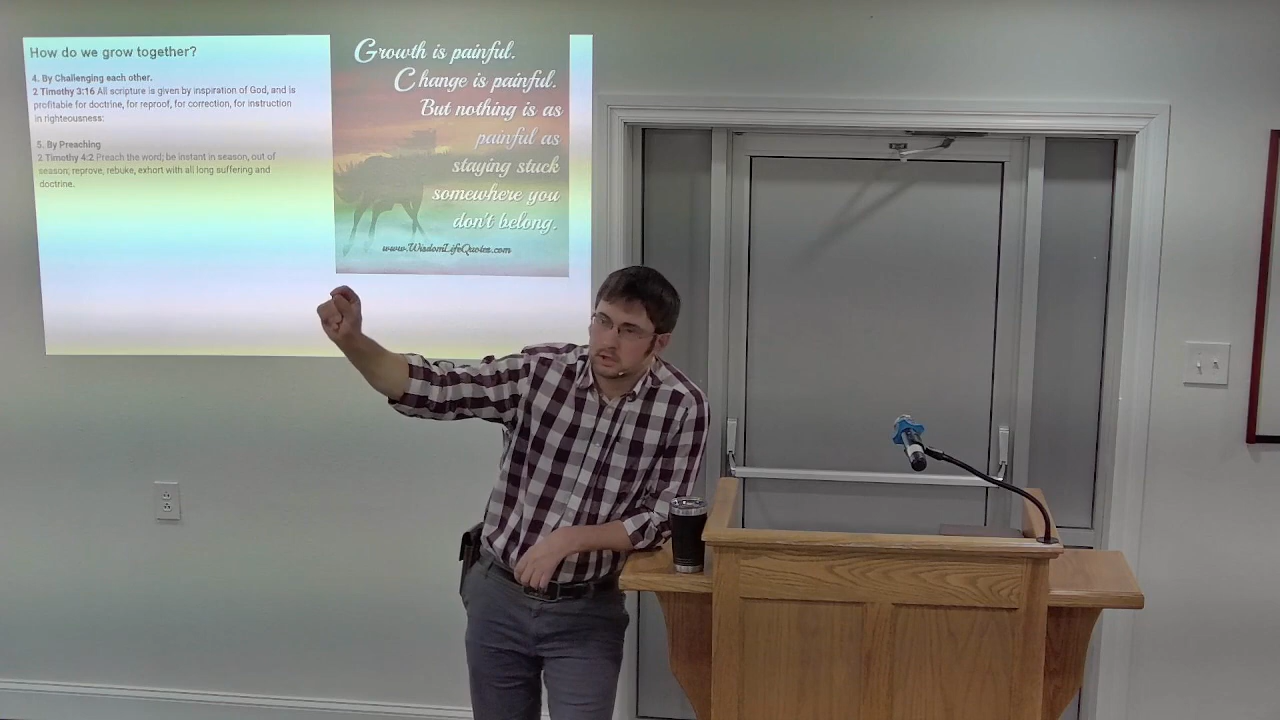 How do we grow together?
4. By Challenging each other.
2 Timothy 3:16 All scripture is given by inspiration of God, and is
profitable for doctrine, for reproof, for correction, for instruction
in righteousness:
5. By Preaching
2 Timothy 4:2 Preach the word; be instant in season, out of
season; reprove, rebuke, exhort with all long suffering and
doctrine.
Growth is painful.
Change is painful.
But nothing is as
painful as
staying stuck
somewhere you
don't belong.
www.WisdomLifeQuotes.com